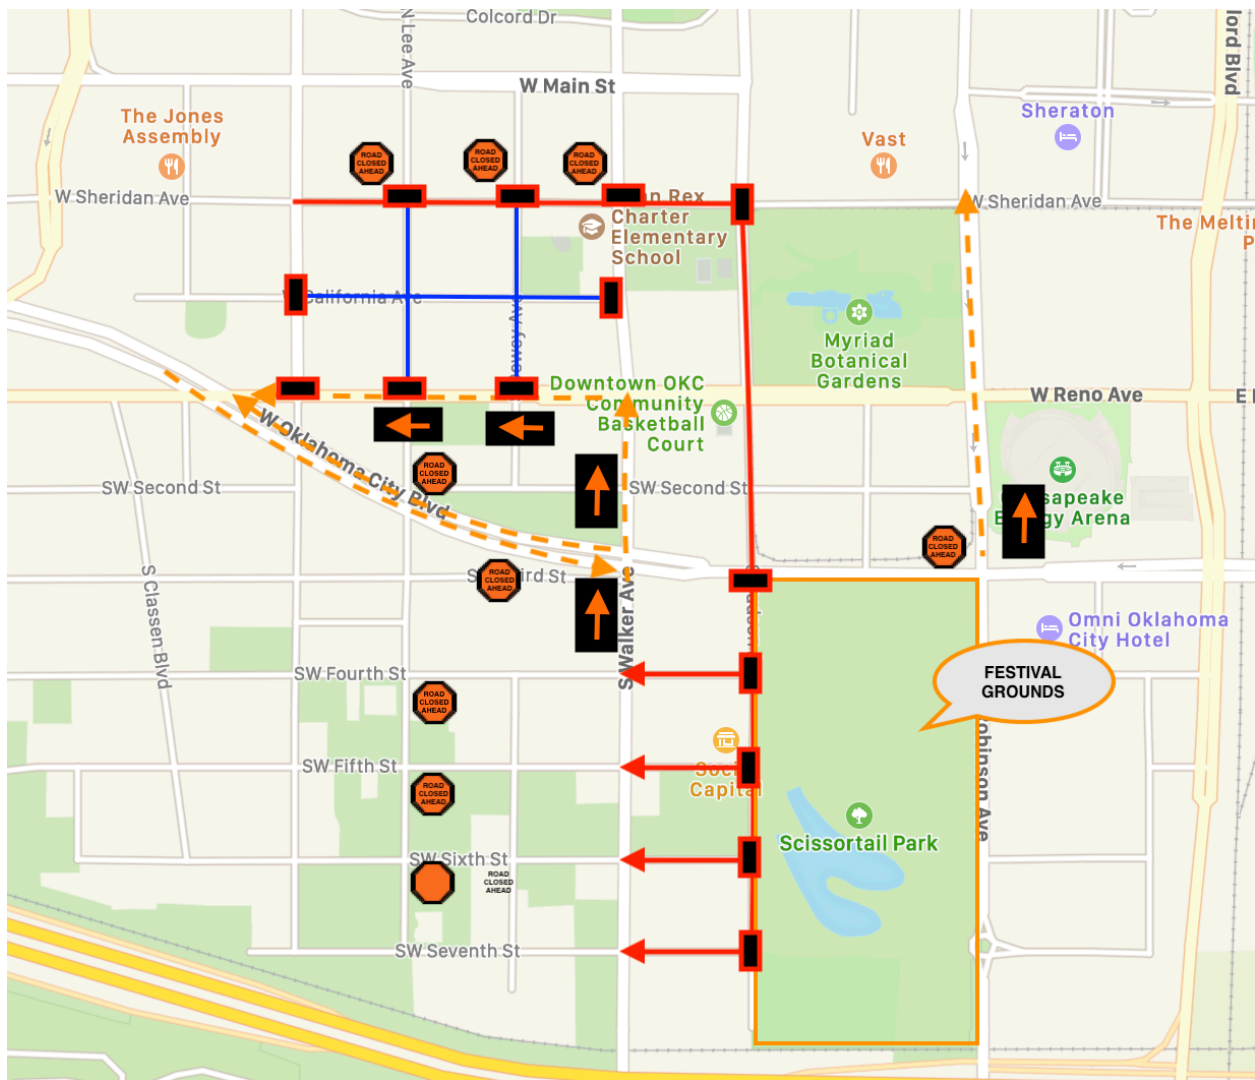 Colcord Dr
N Lee Ave
W Main St
The Jones
Assembly
Sheraton
Vast
ROAD
CLOSED
AHEAD
ROAD
CLOSED
AHEAD
ROAD
CLOSED
AHEAD
W Sheridan Ave
W Sheridan Ave
Rex
Charter
Elementary
School
The
California Ave
Myriad
Botanical
Gardens
Downtown OKC
Community
Basketball
Court
W Reno Ave
W Oklahoma City Blvd
ROAD
CLOSED
AHEAD
SW Second St
SW Second St
Energy Arena
ROAD
CLOSED
AHEAD
ROAD
CLOSED
AHEAD
S Classen Blvd
S Walker Ave
Omni Oklahoma
City Hotel
SW Fourth St
FESTIVAL
GROUNDS
ROAD
CLOSED
AHEAD
SW Fifth St
Social
Capital
ROAD
CLOSED
AHEAD
Robinson Ave
Scissortail Park
SW Sixth St
ROAD
CLOSED
AHEAD
SW Seventh St